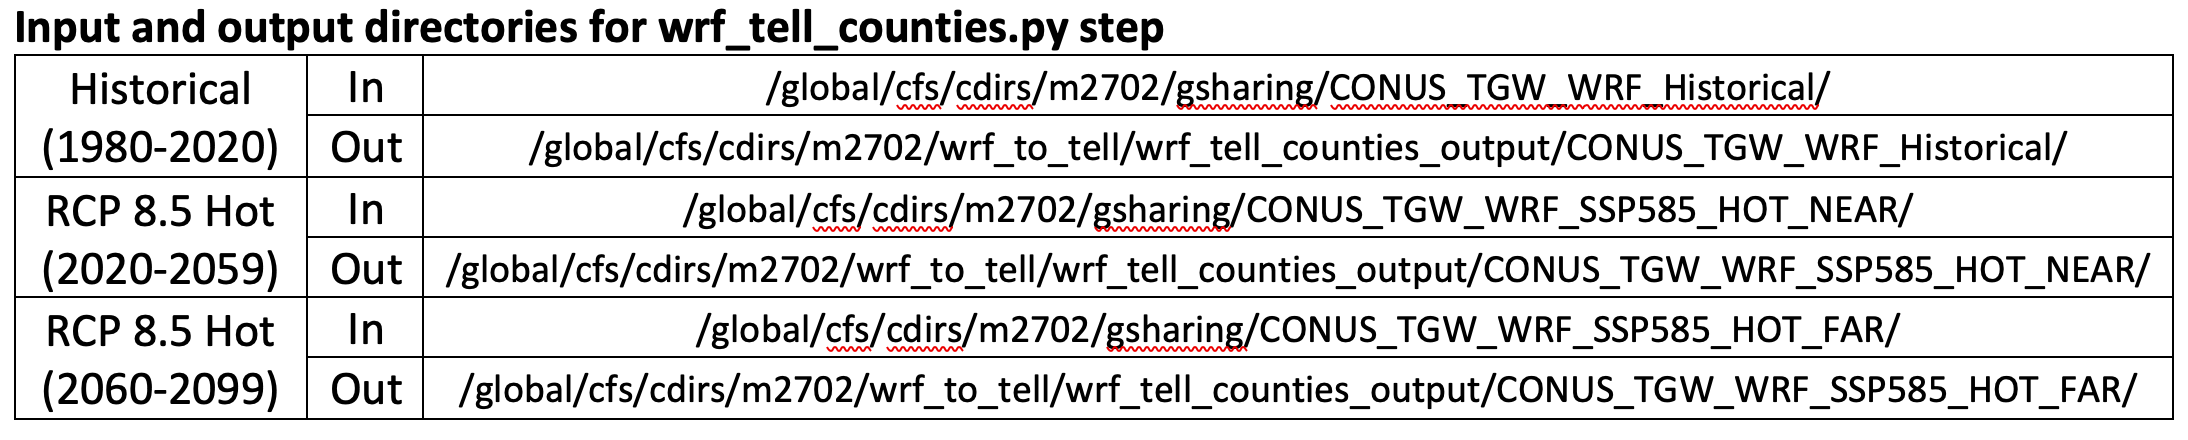 Input and output directories for wrf_tell_counties.py step
Historical (1980-2020)
In /global/cfs/cdirs/m2702/gsharing/CONUS_TGW_WRF_Historical/
Out /global/cfs/cdirs/m2702/wrf_to_tell/wrf_tell_counties_output/CONUS_TGW_WRF_Historical/
RCP 8.5 Hot (2020-2059)
In /global/cfs/cdirs/m2702/gsharing/CONUS_TGW_WRF_SSP585_HOT_NEAR/
Out /global/cfs/cdirs/m2702/wrf_to_tell/wrf_tell_counties_output/CONUS_TGW_WRF_SSP585_HOT_NEAR/
RCP 8.5 Hot (2060-2099)
In /global/cfs/cdirs/m2702/gsharing/CONUS_TGW_WRF_SSP585_HOT_FAR/
Out /global/cfs/cdirs/m2702/wrf_to_tell/wrf_tell_counties_output/CONUS_TGW_WRF_SSP585_HOT_FAR/